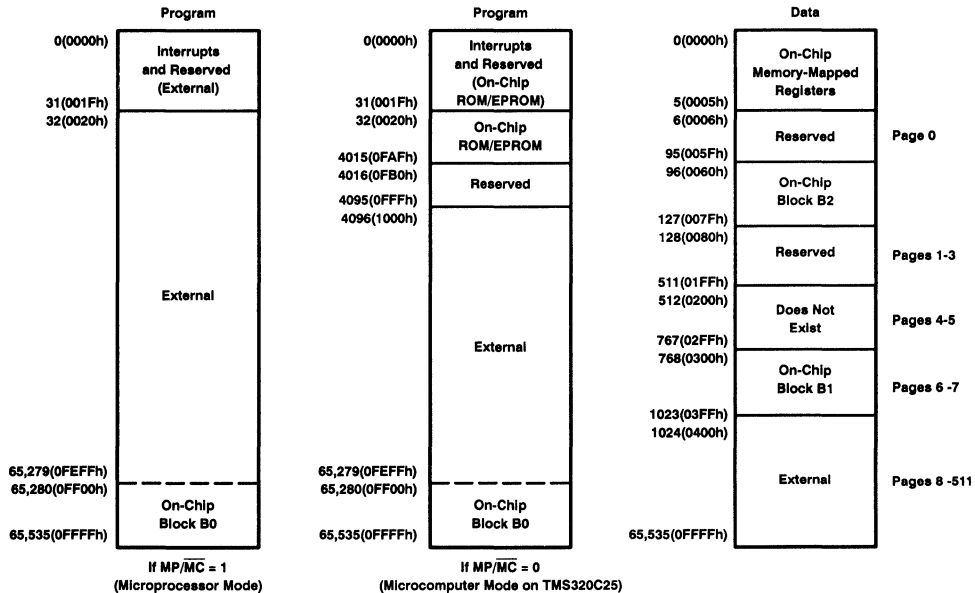 Program
0(0000h)
Interrupts
and Reserved
(External)
31(001Fh)
32(0020h)
External
65,279(0FEFFh)
65,280(0FF00h)
On-Chip
Block B0
65,535(0FFFFh)
If MP/MC = 1
(Microprocessor Mode)
Program
0(0000h)
Interrupts
and Reserved
(On-Chip
ROM/EPROM)
31(001Fh)
32(0020h)
On-Chip
ROM/EPROM
4015(0FAFh)
4016(0FB0h)
Reserved
4095(0FFFh)
4096(1000h)
External
65,279(0FEFFh)
65,280(0FF00h)
On-Chip
Block B0
65,535(0FFFFh)
If MP/MC = 0
(Microcomputer Mode on TMS320C25)
Data
0(0000h)
On-Chip
Memory-Mapped
Registers
5(0005h)
6(0006h)
Reserved
Page 0
95(005Fh)
96(0060h)
On-Chip
Block B2
127(007Fh)
128(0080h)
Reserved
Pages 1-3
511(01FFh)
512(0200h)
Does Not
Exist
Pages 4-5
767(02FFh)
768(0300h)
On-Chip
Block B1
Pages 6 -7
1023(03FFh)
1024(0400h)
External
Pages 8 -511
65,535(0FFFFh)